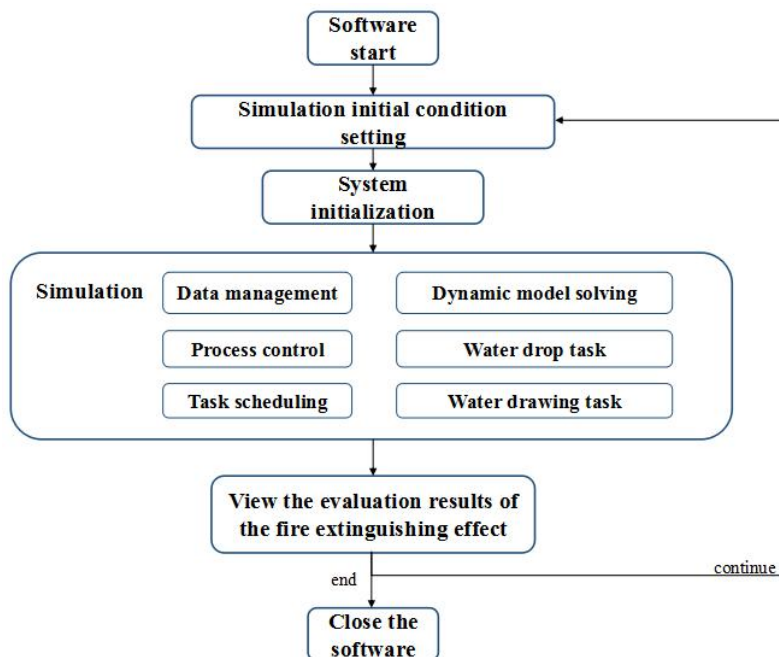 Software
start
Simulation initial condition
setting
System
initialization
Simulation
Data management
Dynamic model solving
Process control
Water drop task
Task scheduling
Water drawing task
View the evaluation results of
the fire extinguishing effect
continue
end
Close the
software